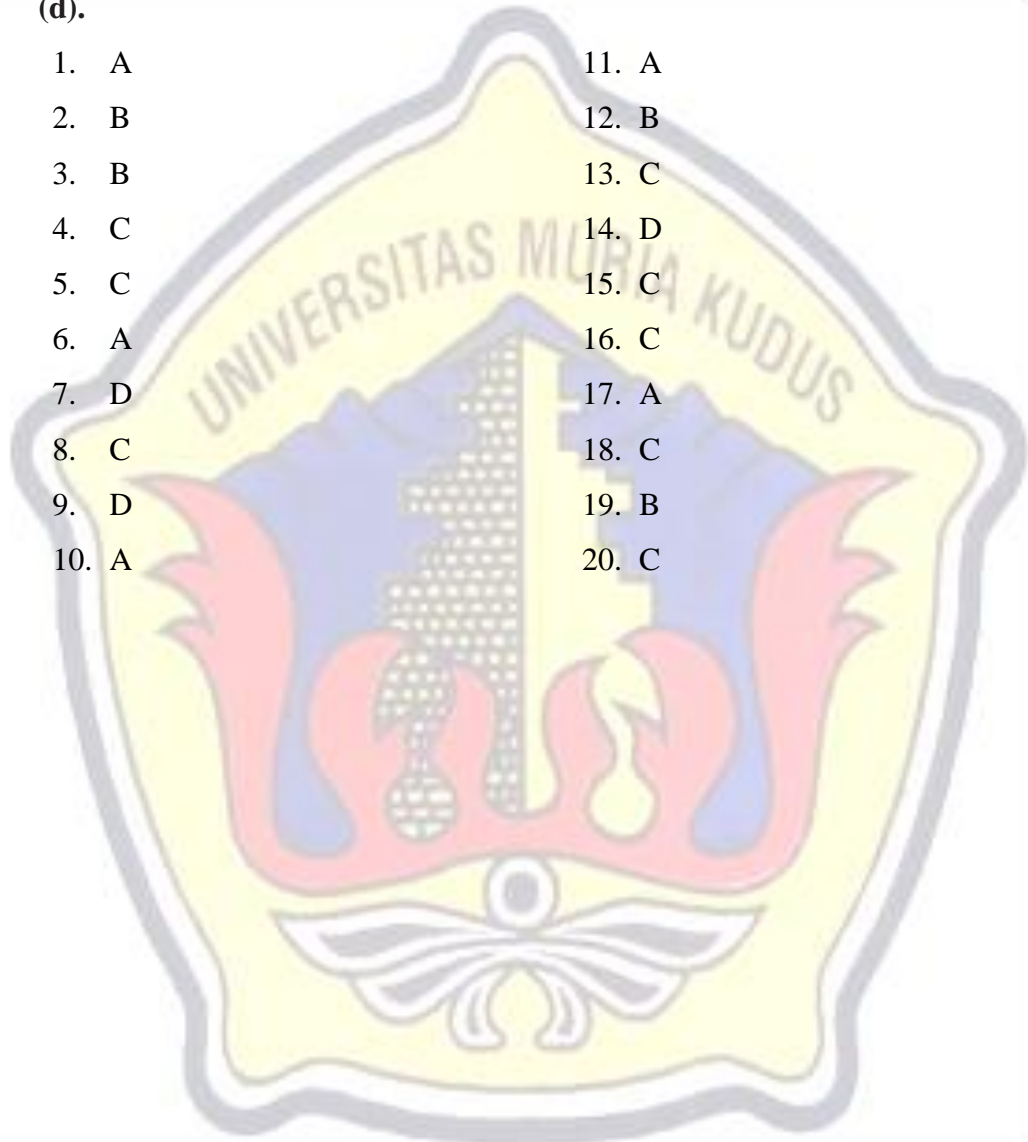 (d).
1. A
2. B
3. B
4. C
5. C
6. A
7. D
8. C
9. D
10. A
11. A
12. B
13. C
14. D
15. C
16. C
17. A
18. C
19. B
20. C
UNIVERSITAS MURIA KUDUS